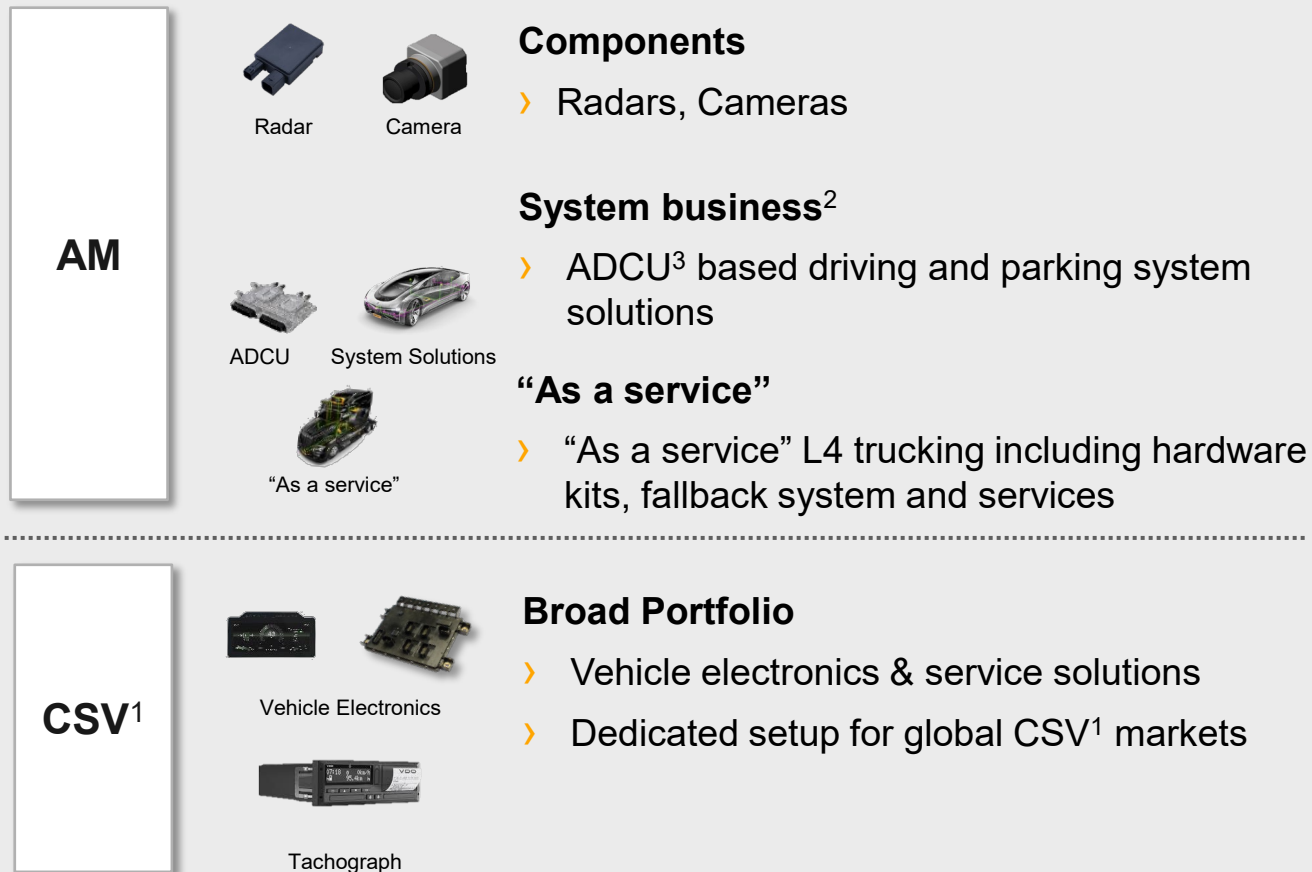 AM
Radar
Camera
Components
› Radars, Cameras
System business2
› ADCU3 based driving and parking system
solutions
ADCU
System Solutions
“As a service”
› “As a service” L4 trucking including hardware
kits, fallback system and services
“As a service”
CSV1
Vehicle Electronics
VDO
Tachograph
Broad Portfolio
› Vehicle electronics & service solutions
› Dedicated setup for global CSV1 markets